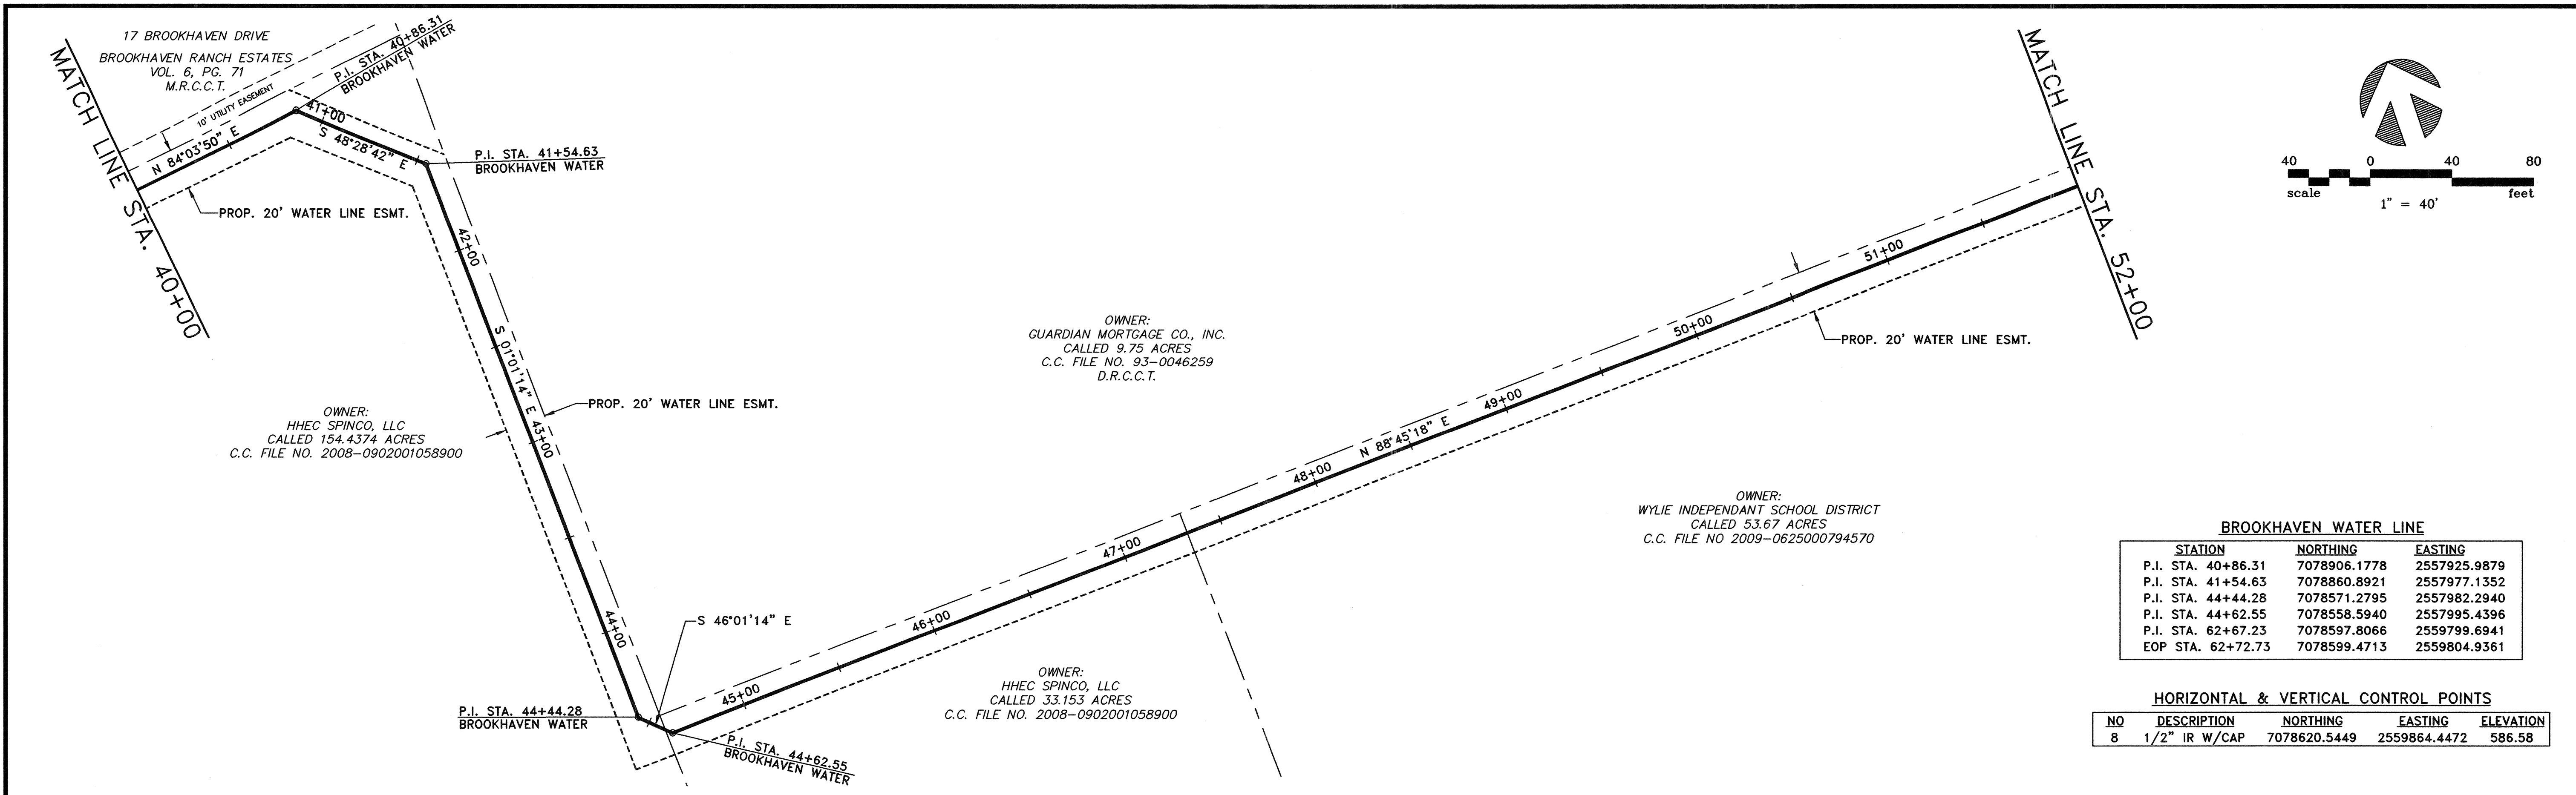 17 BROOKHAVEN DRIVE
BROOKHAVEN RANCH ESTATES
VOL. 6, PG. 71
M.R.C.C.T.
MATCH LINE STA. 40+00
10' UTILITY EASEMENT
P.I. STA. 40+86.31
BROOKHAVEN WATER
N 84°03'50" E
41+00
S 48°28'42" E
P.I. STA. 41+54.63
BROOKHAVEN WATER
PROP. 20' WATER LINE ESMT.
42+00
S 01°01'14" E
43+00
PROP. 20' WATER LINE ESMT.
OWNER:
HHEC SPINCO, LLC
CALLED 154.4374 ACRES
C.C. FILE NO. 2008-0902001058900
44+00
S 46°01'14" E
P.I. STA. 44+44.28
BROOKHAVEN WATER
P.I. STA. 44+62.55
BROOKHAVEN WATER
OWNER:
GUARDIAN MORTGAGE CO., INC.
CALLED 9.75 ACRES
C.C. FILE NO. 93-0046259
D.R.C.C.T.
45+00
46+00
47+00
48+00
N 88°45'18" E
49+00
50+00
51+00
OWNER:
HHEC SPINCO, LLC
CALLED 33.153 ACRES
C.C. FILE NO. 2008-0902001058900
PROP. 20' WATER LINE ESMT.
OWNER:
WYLIE INDEPENDANT SCHOOL DISTRICT
CALLED 53.67 ACRES
C.C. FILE NO 2009-0625000794570
MATCH LINE STA. 52+00
40 0 40 80
scale feet
1" = 40'
BROOKHAVEN WATER LINE
STATION NORTHING EASTING
P.I. STA. 40+86.31 7078906.1778 2557925.9879
P.I. STA. 41+54.63 7078860.8921 2557977.1352
P.I. STA. 44+44.28 7078571.2795 2557982.2940
P.I. STA. 44+62.55 7078558.5940 2557995.4396
P.I. STA. 62+67.23 7078597.8066 2559799.6941
EOP STA. 62+72.73 7078599.4713 2559804.9361
HORIZONTAL & VERTICAL CONTROL POINTS
NO DESCRIPTION NORTHING EASTING ELEVATION
8 1/2" IR W/CAP 7078620.5449 2559864.4472 586.58